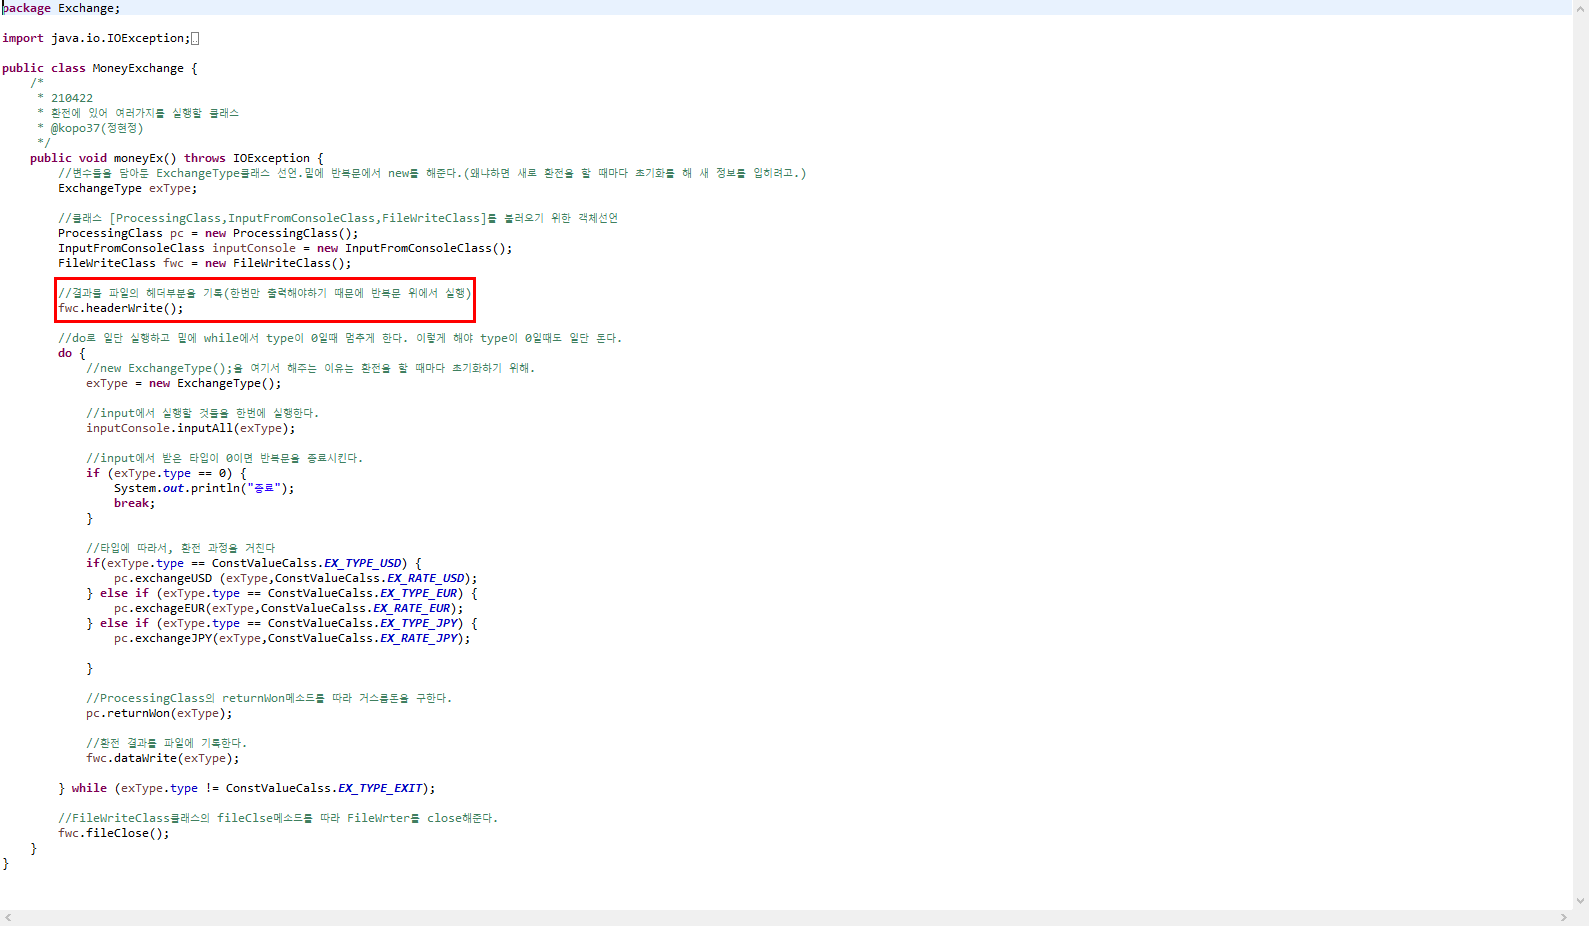 package Exchange;
import java.io.IOException;
public class MoneyExchange {
/*
* 210422
* 환전에 있어 여러가지를 실행할 클래스
* @kopo37(정현정)
*/
public void moneyEx() throws IOException {
//변수들을 담아둔 ExchangeType클래스 선언.밑에 반복문에서 new를 해준다.(왜냐하면 새로 환전을 할 때마다 초기화를 해 새 정보를 입히려고.)
ExchangeType exType;
//클래스 [ProcessingClass,InputFromConsoleClass,FileWriteClass]를 불러오기 위한 객체선언
ProcessingClass pc = new ProcessingClass();
InputFromConsoleClass inputConsole = new InputFromConsoleClass();
FileWriteClass fwc = new FileWriteClass();
//결과물 파일의 헤더부분을 기록(한번만 출력해야하기 때문에 반복문 위에서 실행)
fwc.headerWrite();
//do로 일단 실행하고 밑에 while에서 type이 0일때 멈추게 한다. 이렇게 해야 type이 0일때도 일단 돈다.
do {
//new ExchangeType();을 여기서 해주는 이유는 환전을 할 때마다 초기화하기 위해.
exType = new ExchangeType();
//input에서 실행할 것들을 한번에 실행한다.
inputConsole.inputAll(exType);
//input에서 받은 타입이 0이면 반복문을 종료시킨다.
if (exType.type == 0) {
System.out.println("종료");
break;
}
//타입에 따라서, 환전 과정을 거친다
if(exType.type == ConstValueCalss.EX_TYPE_USD) {
pc.exchangeUSD (exType,ConstValueCalss.EX_RATE_USD);
} else if (exType.type == ConstValueCalss.EX_TYPE_EUR) {
pc.exchageEUR(exType,ConstValueCalss.EX_RATE_EUR);
} else if (exType.type == ConstValueCalss.EX_TYPE_JPY) {
pc.exchangeJPY(exType,ConstValueCalss.EX_RATE_JPY);
}
//ProcessingClass의 returnWon메소드를 따라 거스름돈을 구한다.
pc.returnWon(exType);
//환전 결과를 파일에 기록한다.
fwc.dataWrite(exType);
} while (exType.type != ConstValueCalss.EX_TYPE_EXIT);
//FileWriteClass클래스의 fileClse메소드를 따라 FileWrter를 close해준다.
fwc.fileClose();
}
}